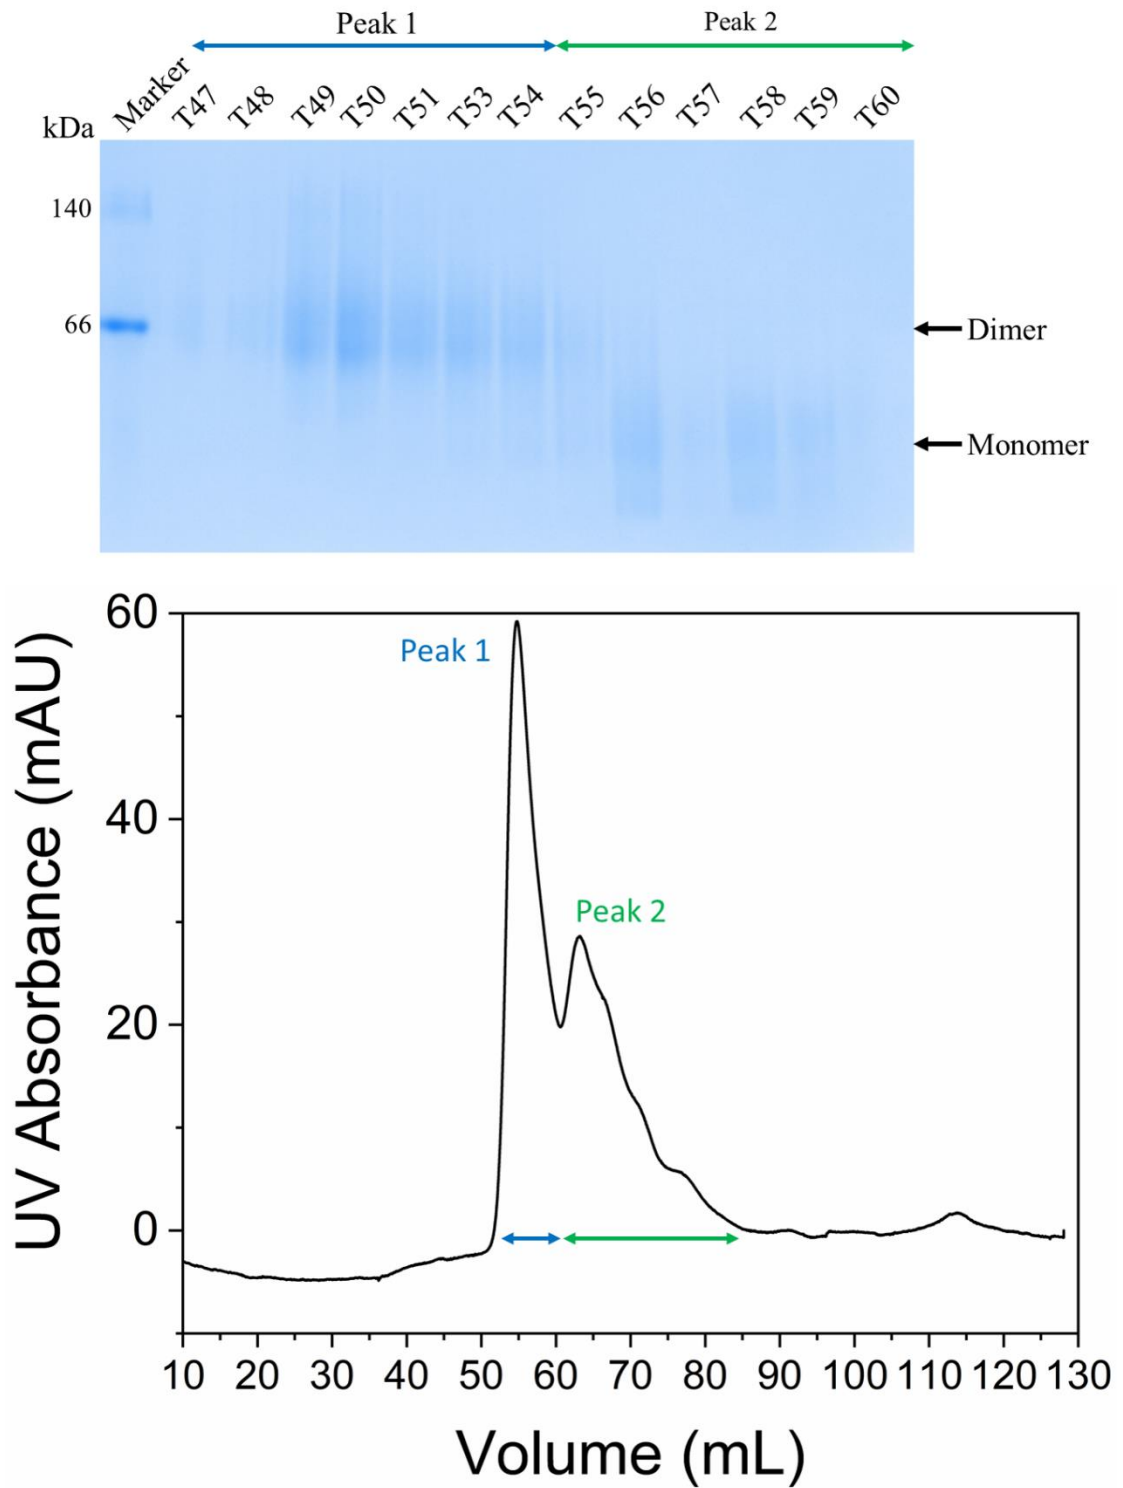 Peak 1
Peak 2
kDa
Marker
T47
T48
T49
T50
T51
T53
T54
T55
T56
T57
T58
T59
T60
140
66
Dimer
Monomer
60
40
20
0
Peak 1
Peak 2
UV Absorbance (mAU)
10 20 30 40 50 60 70 80 90 100 110 120 130
Volume (mL)